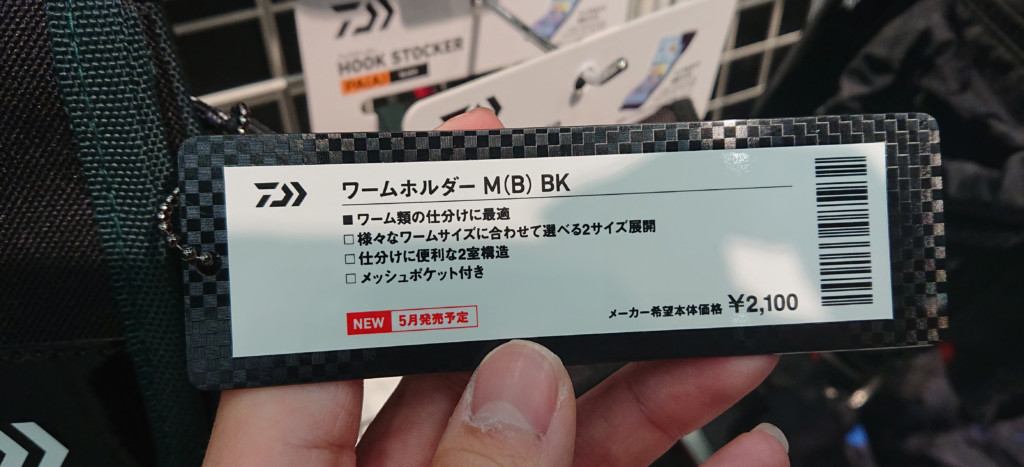 HOOK STOCKER
ワームホルダー M(B) BK
■ワーム類の仕分けに最適
□様々なワームサイズに合わせて選べる2サイズ展開
□仕分けに便利な2室構造
□メッシュポケット付き
NEW 5月発売予定
メーカー希望本体価格 ¥2,100